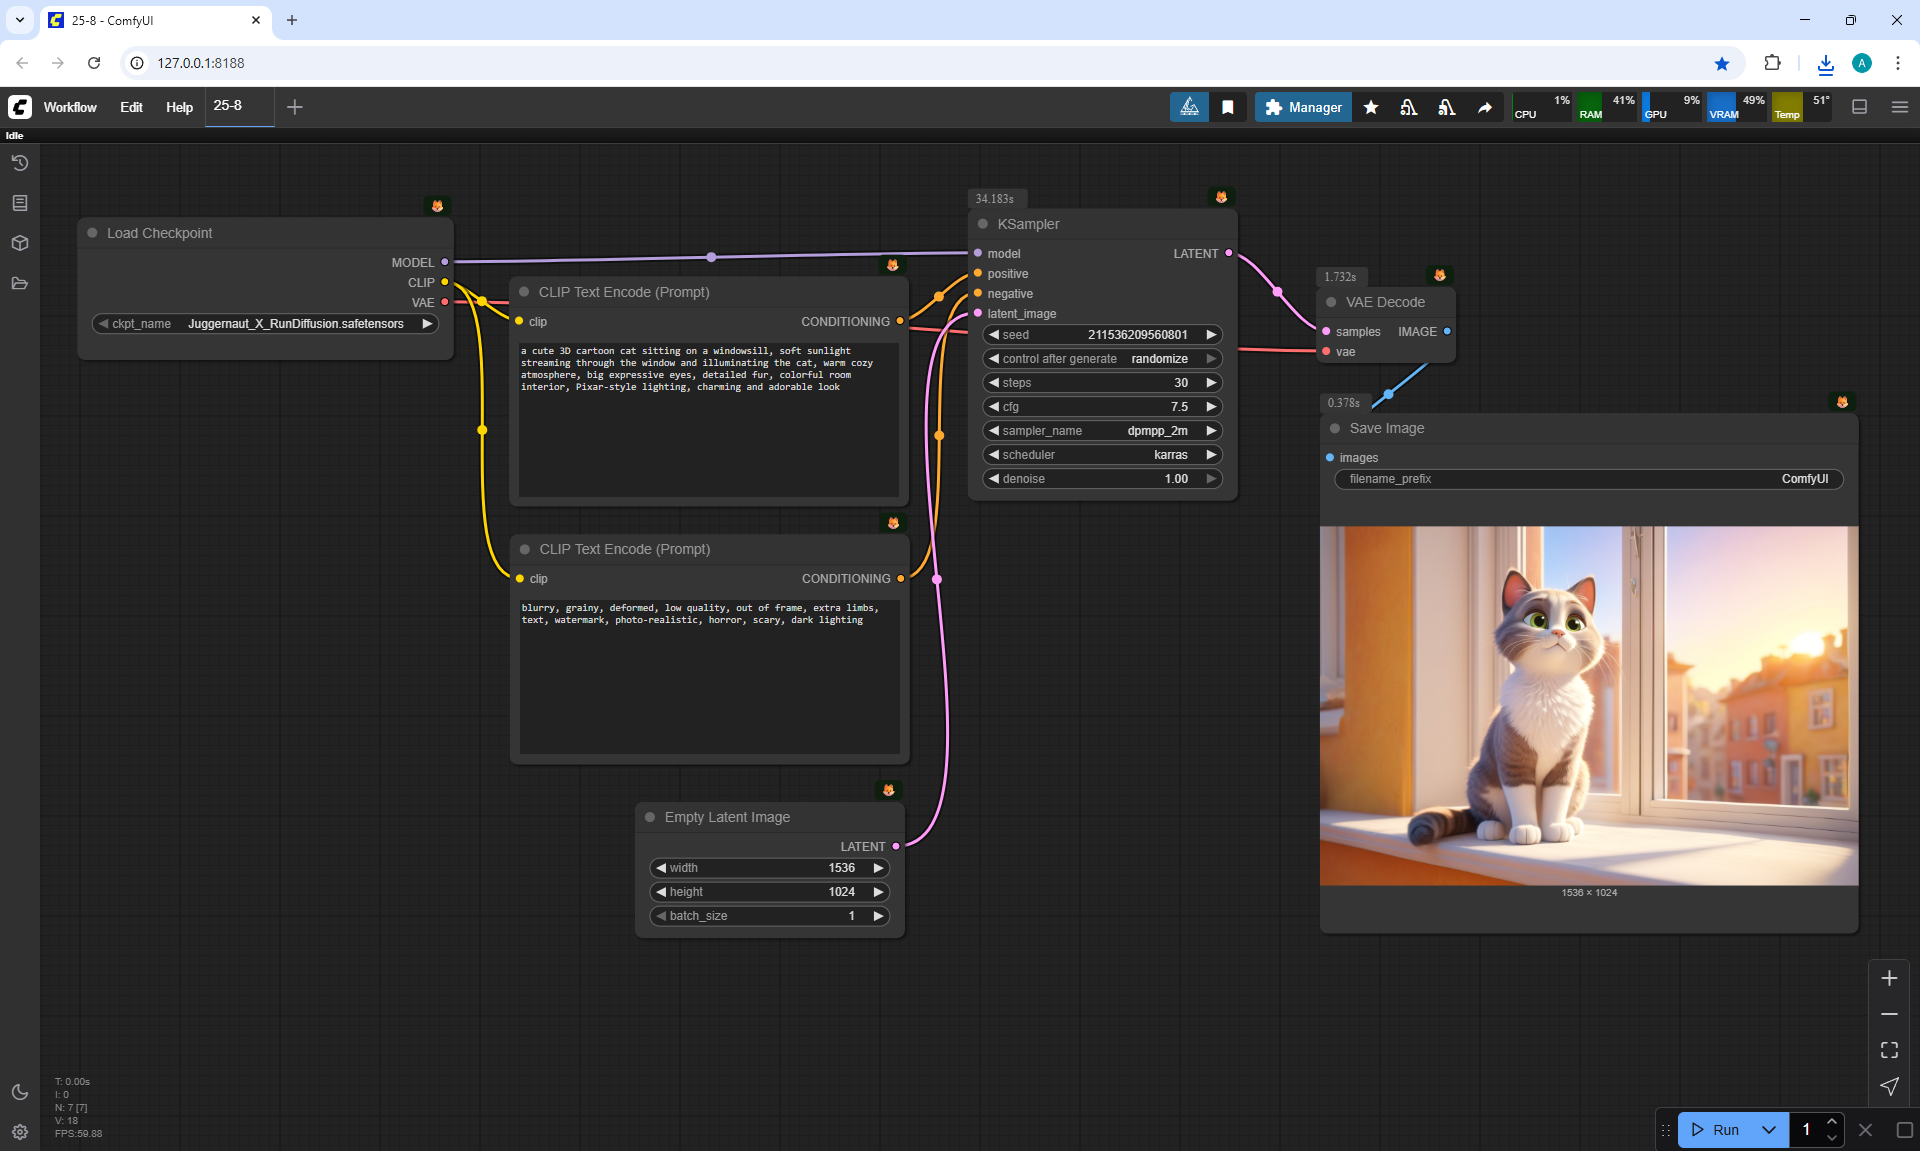 25-8 - ComfyUI
127.0.0.1:8188
A
Workflow Edit Help 25-8
Manager
CPU 1% RAM 41% GPU 9% VRAM 49% Temp 51°
Idle
Load Checkpoint
MODEL
CLIP
VAE
ckpt_name Juggernaut_X_RunDiffusion.safetensors
CLIP Text Encode (Prompt)
clip CONDITIONING
a cute 3D cartoon cat sitting on a windowsill, soft sunlight
streaming through the window and illuminating the cat, warm cozy
atmosphere, big expressive eyes, detailed fur, colorful room
interior, Pixar-style lighting, charming and adorable look
CLIP Text Encode (Prompt)
clip CONDITIONING
blurry, grainy, deformed, low quality, out of frame, extra limbs,
text, watermark, photo-realistic, horror, scary, dark lighting
Empty Latent Image
LATENT
width 1536
height 1024
batch_size 1
34.183s
KSampler
model LATENT
positive
negative
latent_image
seed 211536209560801
control after generate randomize
steps 30
cfg 7.5
sampler_name dpmpp_2m
scheduler karras
denoise 1.00
1.732s
VAE Decode
samples IMAGE
vae
0.378s
Save Image
images
filename_prefix ComfyUI
1536 × 1024
T: 0.00s
I: 0
N: 7 [7]
V: 18
FPS:59.88
Run 1